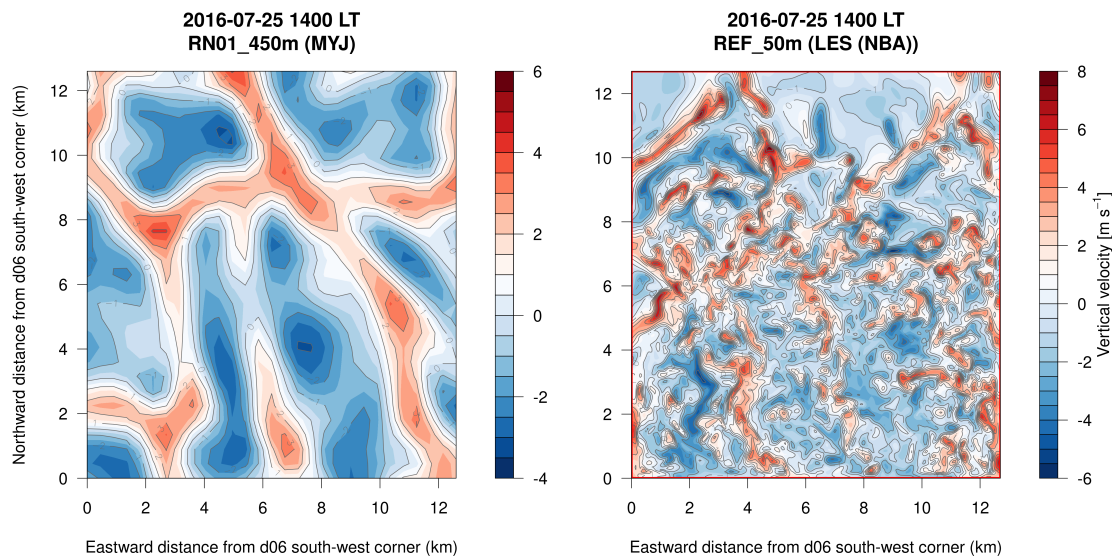 2016-07-25 1400 LT
RN01_450m (MYJ)
Northward distance from d06 south-west corner (km)
12
10
8
6
4
2
0
0 2 4 6 8 10 12
Eastward distance from d06 south-west corner (km)
6
4
2
0
-2
-4
2016-07-25 1400 LT
REF_50m (LES (NBA))
12
10
8
6
4
2
0
0 2 4 6 8 10 12
Eastward distance from d06 south-west corner (km)
8
6
4
2
0
-2
-4
-6
Vertical velocity [m s⁻¹]